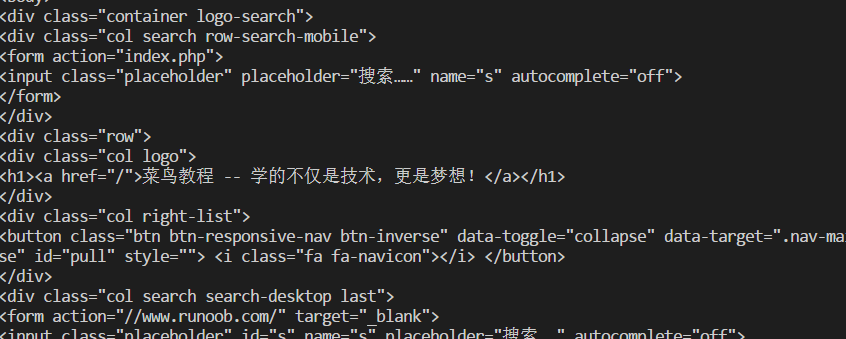 <body>
<div class="container logo-search">
<div class="col search row-search-mobile">
<form action="index.php">
<input class="placeholder" placeholder="搜索……" name="s" autocomplete="off">
</form>
</div>
<div class="row">
<div class="col logo">
<h1><a href="/">菜鸟教程 -- 学的不仅是技术，更是梦想！</a></h1>
</div>
<div class="col right-list">
<button class="btn btn-responsive-nav btn-inverse" data-toggle="collapse" data-target=".nav-mai
se" id="pull" style=""> <i class="fa fa-navicon"></i> </button>
</div>
<div class="col search search-desktop last">
<form action="//www.runoob.com/" target="_blank">
<input class="placeholder" id="s" name="s" placeholder="搜索……" autocomplete="off">